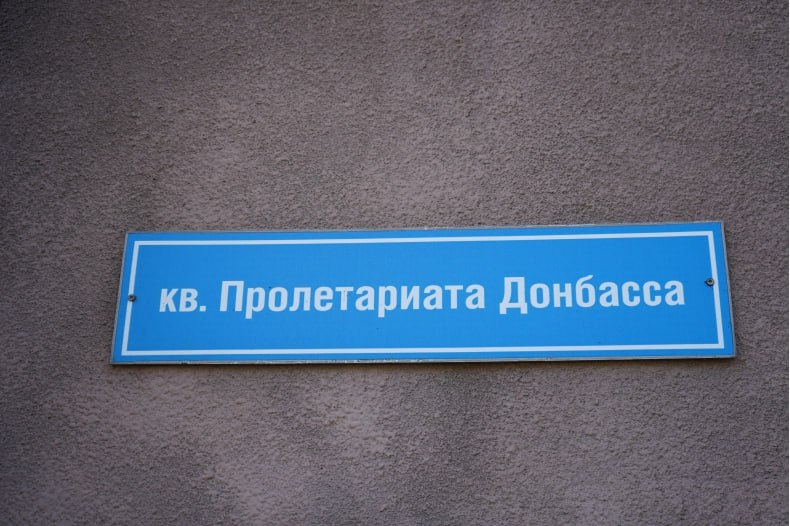 кв. Пролетариата Донбасса